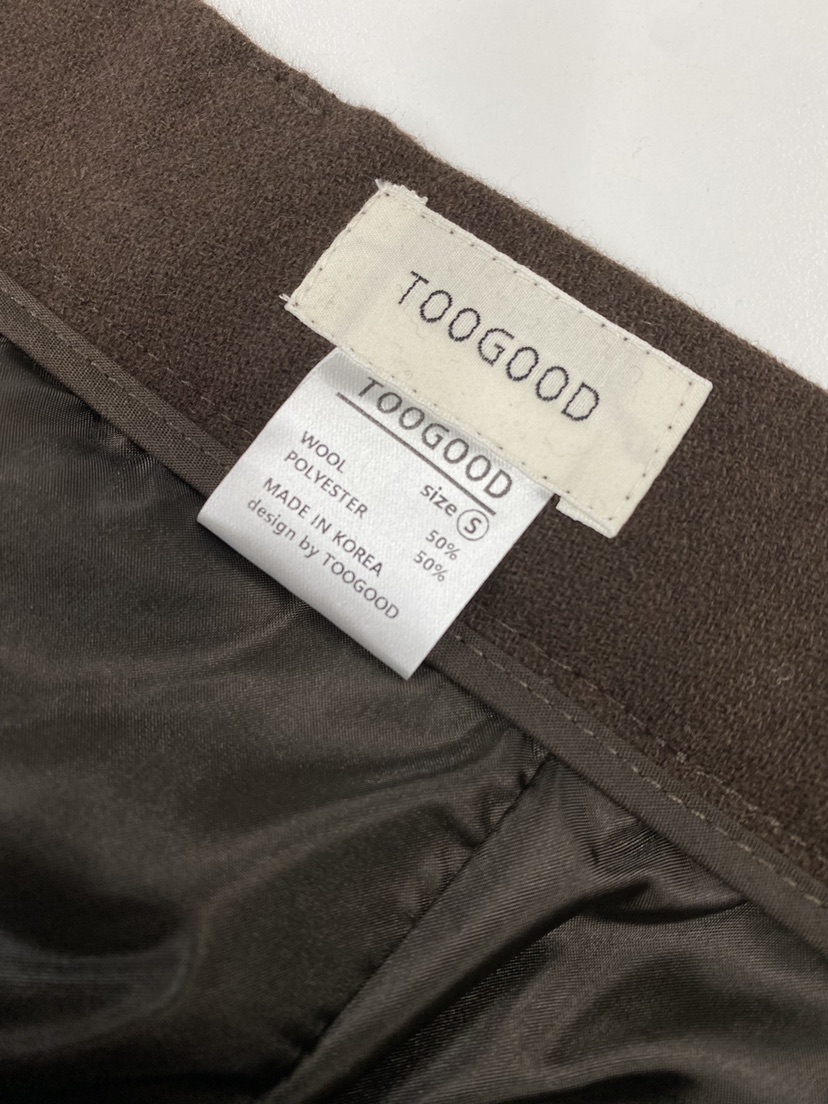 TOOGOOD
TOOGOOD
size S
WOOL 50%
POLYESTER 50%
MADE IN KOREA
design by TOOGOOD